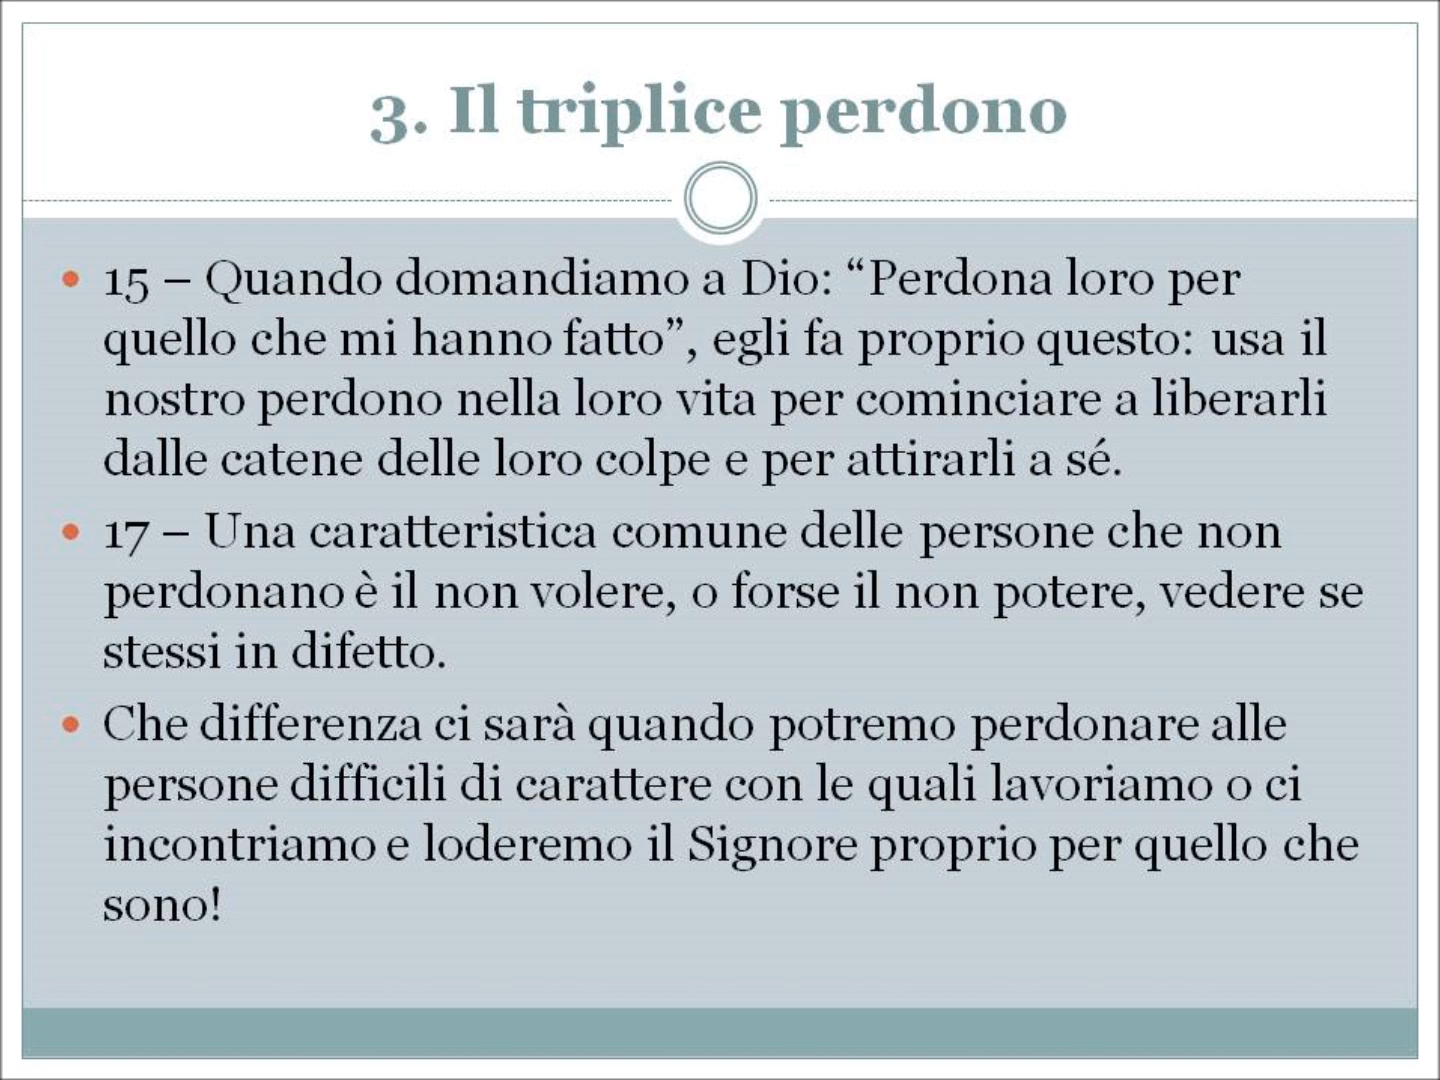 3. Il triplice perdono
• 15 – Quando domandiamo a Dio: “Perdona loro per
quello che mi hanno fatto”, egli fa proprio questo: usa il
nostro perdono nella loro vita per cominciare a liberarli
dalle catene delle loro colpe e per attirarli a sé.
• 17 – Una caratteristica comune delle persone che non
perdonano è il non volere, o forse il non potere, vedere se
stessi in difetto.
• Che differenza ci sarà quando potremo perdonare alle
persone difficili di carattere con le quali lavoriamo o ci
incontriamo e loderemo il Signore proprio per quello che
sono!